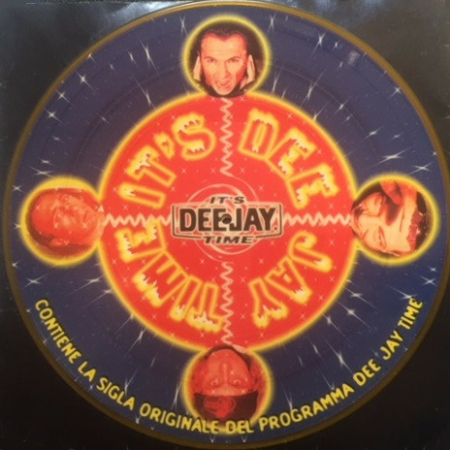 IT'S DEE JAY TIME
IT'S
DEEJAY
TIME
CONTIENE LA SIGLA ORIGINALE DEL PROGRAMMA DEE JAY TIME